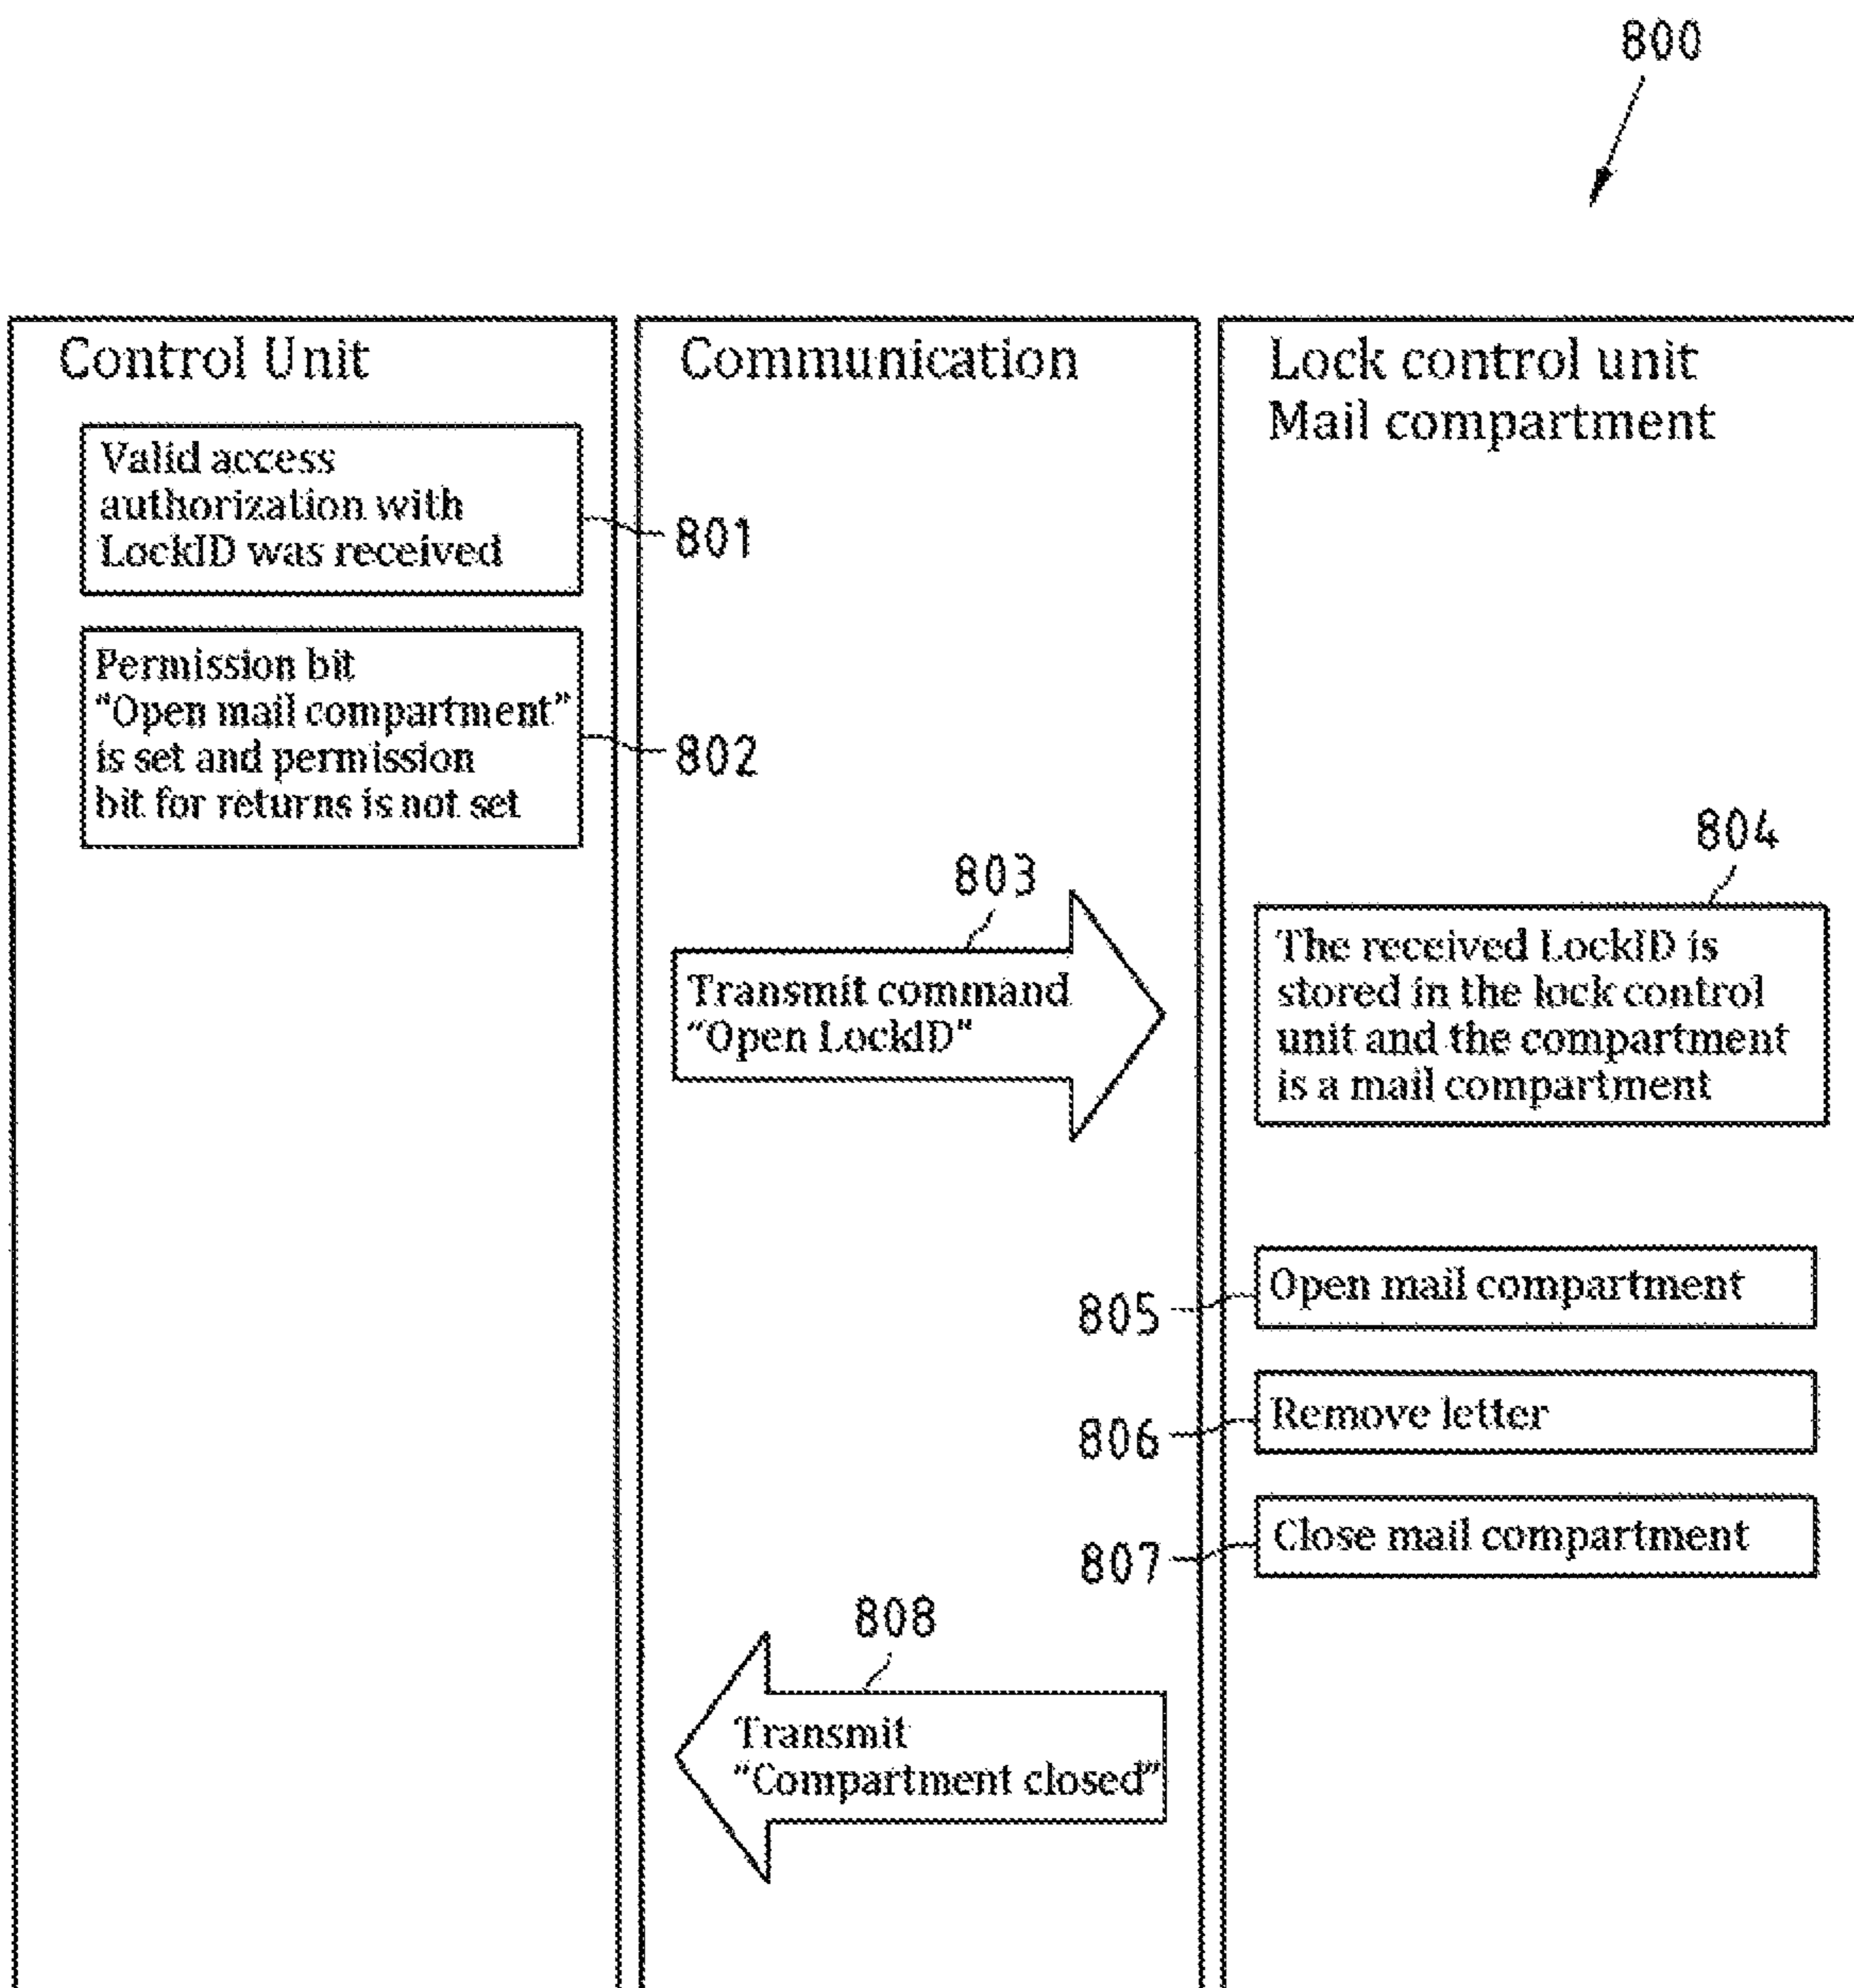 800
Control Unit
Valid access
authorization with
LockID was received
801
Permission bit
“Open mail compartment”
is set and permission
bit for returns is not set
802
Communication
803
Transmit command
“Open LockID”
Lock control unit
Mail compartment
804
The received LockID is
stored in the lock control
unit and the compartment
is a mail compartment
805
Open mail compartment
806
Remove letter
807
Close mail compartment
808
Transmit
“Compartment closed”